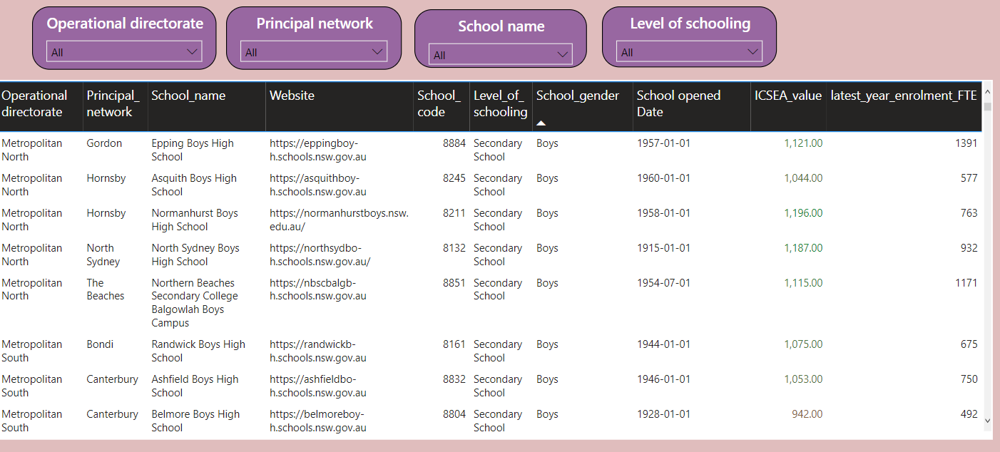 Operational directorate Principal network School name Level of schooling
All All All All
Operational Principal_ School_name Website School_ Level_of_ School_gender School opened ICSEA_value latest_year_enrolment_FTE
directorate network code schooling Date
Metropolitan Gordon Epping Boys High https://eppingboy- 8884 Secondary Boys 1957-01-01 1,121.00 1391
North School h.schools.nsw.gov.au School
Metropolitan Hornsby Asquith Boys High https://asquithboy- 8245 Secondary Boys 1960-01-01 1,044.00 577
North School h.schools.nsw.gov.au School
Metropolitan Hornsby Normanhurst Boys https://normanhurstboys.nsw. 8211 Secondary Boys 1958-01-01 1,196.00 763
North High School edu.au/ School
Metropolitan North North Sydney Boys https://northsydbo- 8132 Secondary Boys 1915-01-01 1,187.00 932
North Sydney High School h.schools.nsw.gov.au/ School
Metropolitan The Northern Beaches https://nbscbalgb- 8851 Secondary Boys 1954-07-01 1,115.00 1171
North Beaches Secondary College h.schools.nsw.gov.au School
Balgowlah Boys
Campus
Metropolitan Bondi Randwick Boys High https://randwickb- 8161 Secondary Boys 1944-01-01 1,075.00 675
South School h.schools.nsw.gov.au School
Metropolitan Canterbury Ashfield Boys High https://ashfieldbo- 8832 Secondary Boys 1946-01-01 1,053.00 750
South School h.schools.nsw.gov.au School
Metropolitan Canterbury Belmore Boys High https://belmoreboy- 8804 Secondary Boys 1928-01-01 942.00 492
South School h.schools.nsw.gov.au School